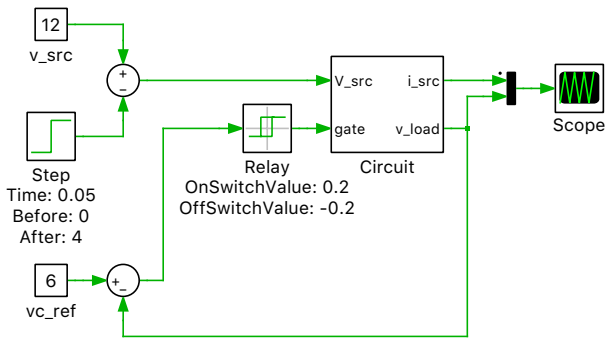 12
v_src
+
−
Step
Time: 0.05
Before: 0
After: 4
V_src
i_src
gate
v_load
Circuit
Relay
OnSwitchValue: 0.2
OffSwitchValue: -0.2
Scope
6
vc_ref
+
−